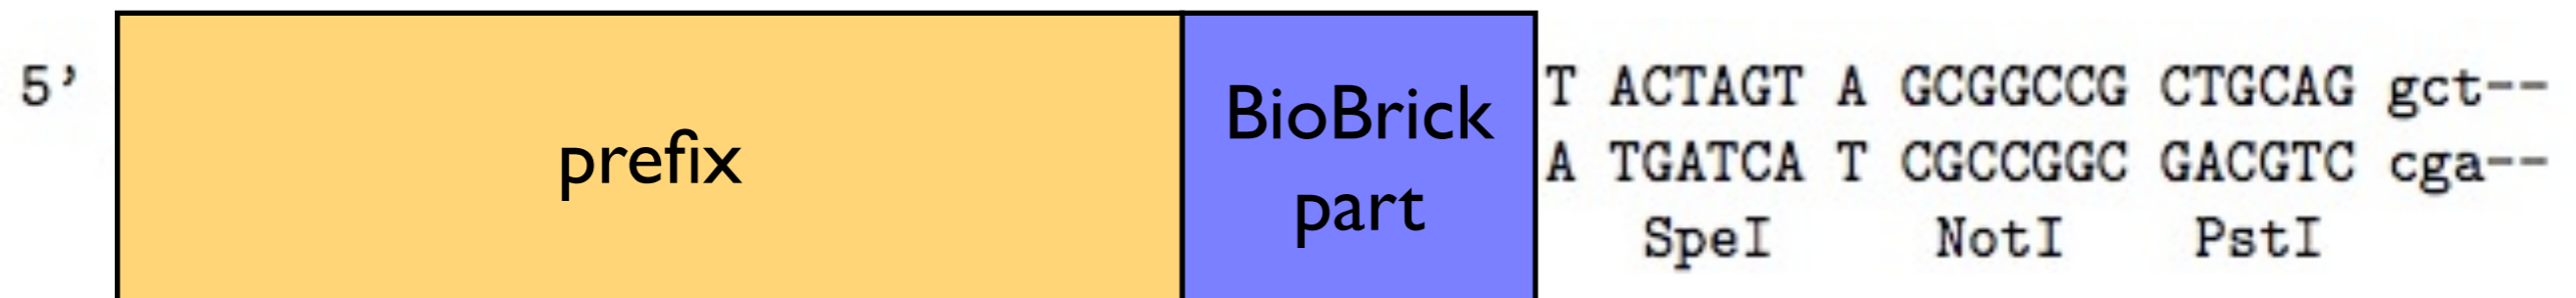 5’ prefix BioBrick part T ACTAGT A GCGGCCG CTGCAG gct--
A TGATCA T CGCCGGC GACGTC cga--
SpeI NotI PstI